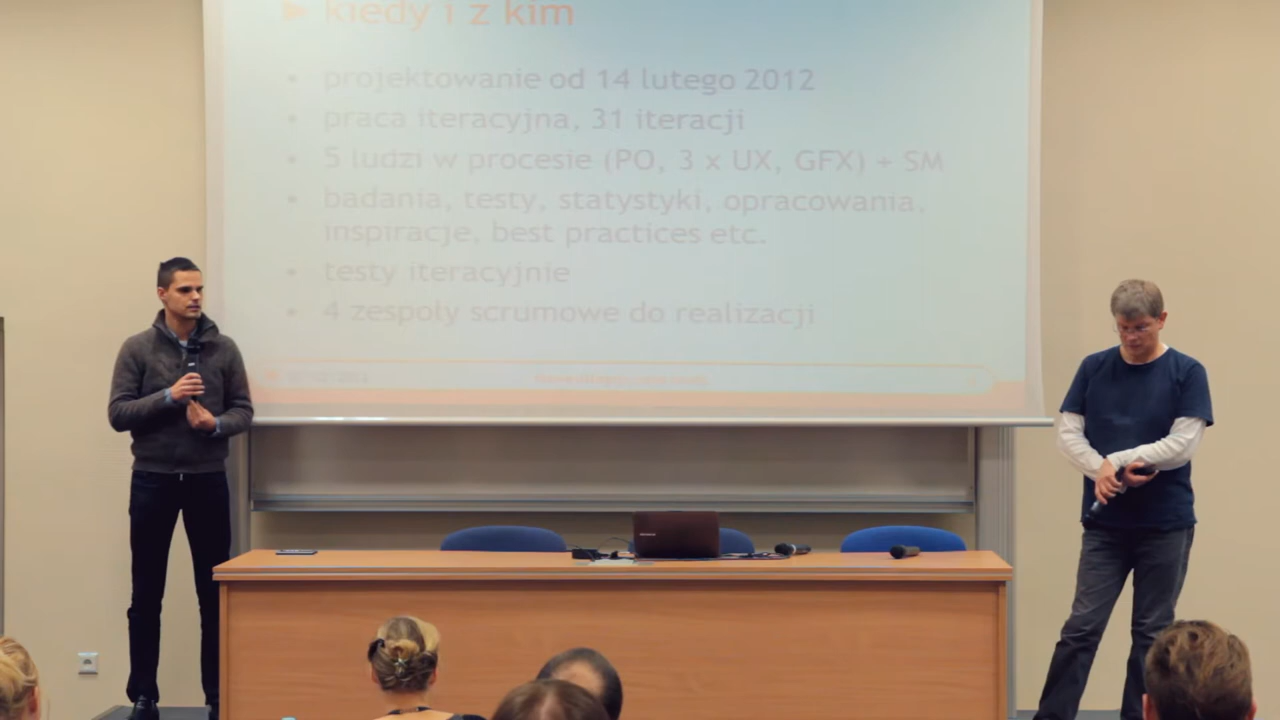 ► kiedy i z kim
• projektowanie od 14 lutego 2012
• praca iteracyjna, 31 iteracji
• 5 ludzi w procesie (PO, 3 x UX, GFX) + SM
• badania, testy, statystyki, opracowania,
inspiracje, best practices etc.
• testy iteracyjnie
• 4 zespoły scrumowe do realizacji